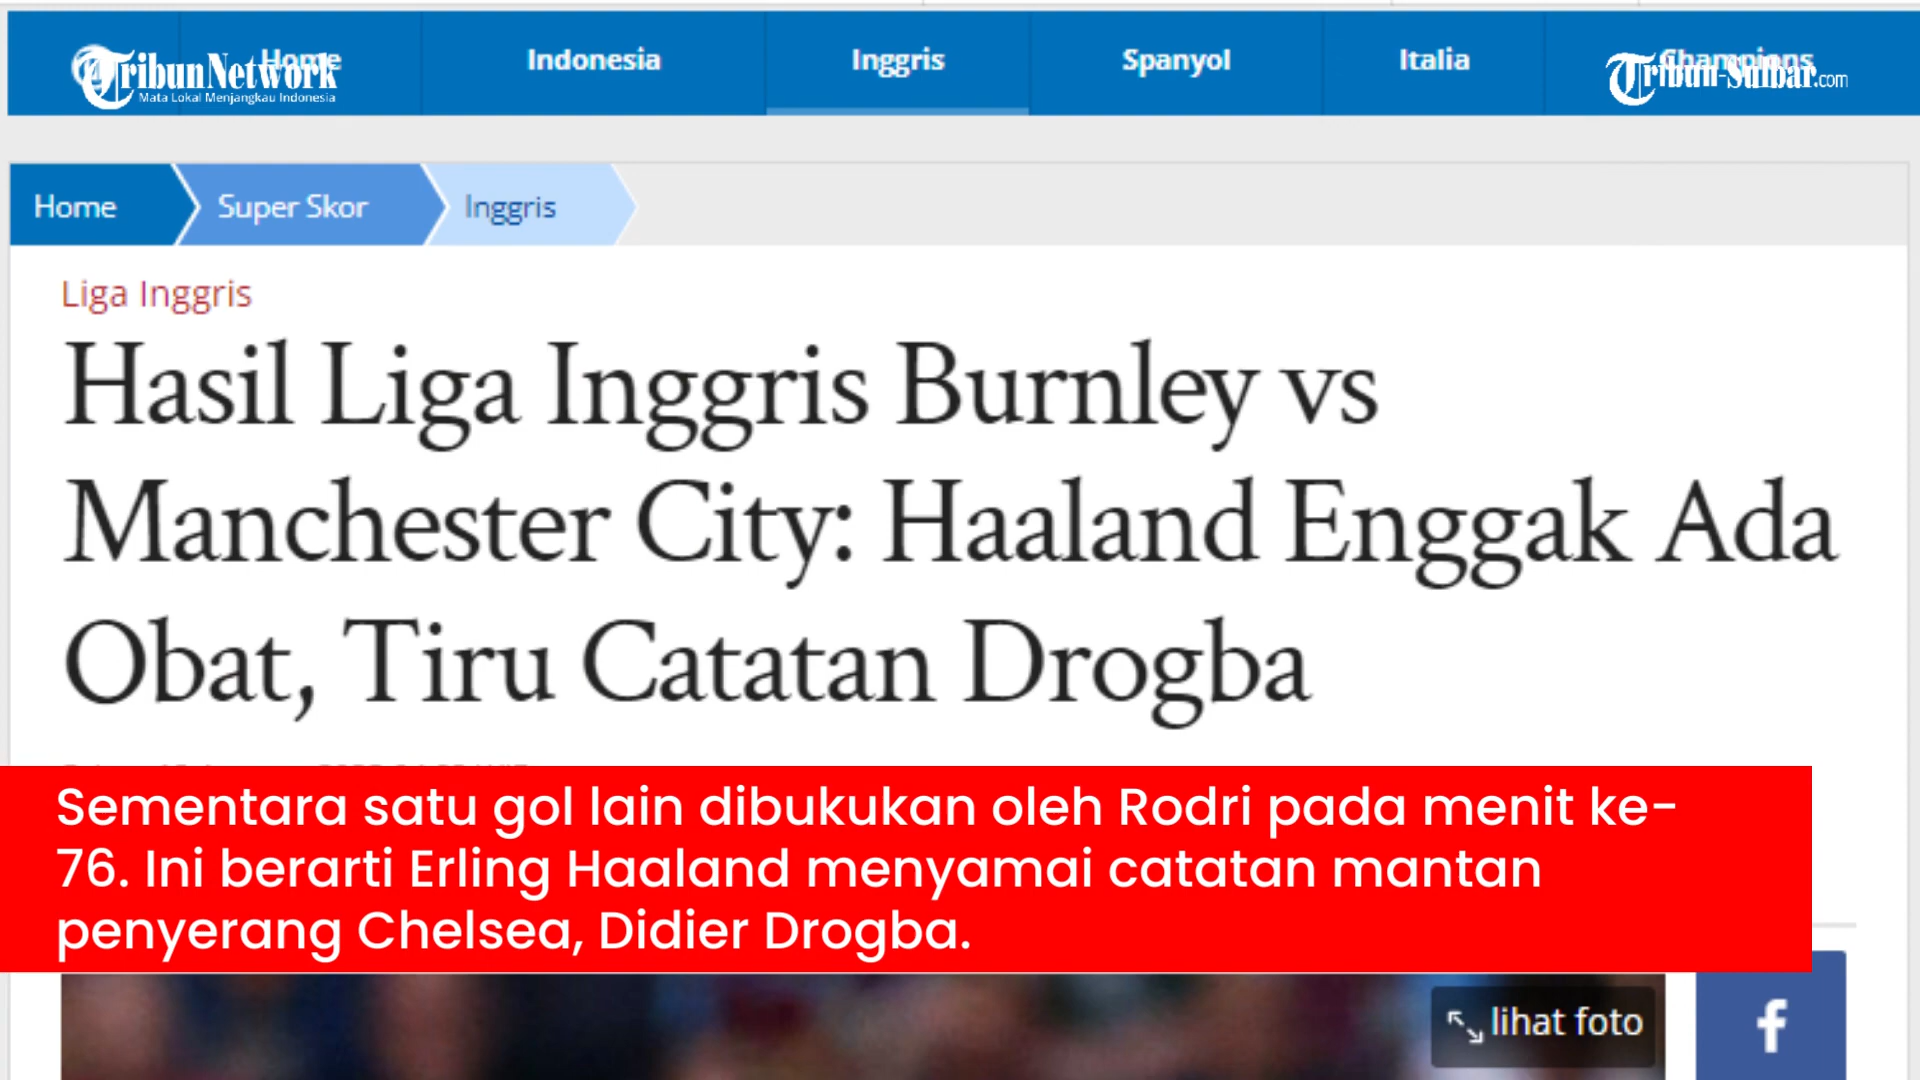 TribunNetwork
Mata Lokal Menjangkau Indonesia
Home
Indonesia
Inggris
Spanyol
Italia
Champions
Tribun-Sulbar.com
Home
Super Skor
Inggris
Liga Inggris
Hasil Liga Inggris Burnley vs
Manchester City: Haaland Enggak Ada
Obat, Tiru Catatan Drogba
Sementara satu gol lain dibukukan oleh Rodri pada menit ke-
76. Ini berarti Erling Haaland menyamai catatan mantan
penyerang Chelsea, Didier Drogba.
lihat foto
f